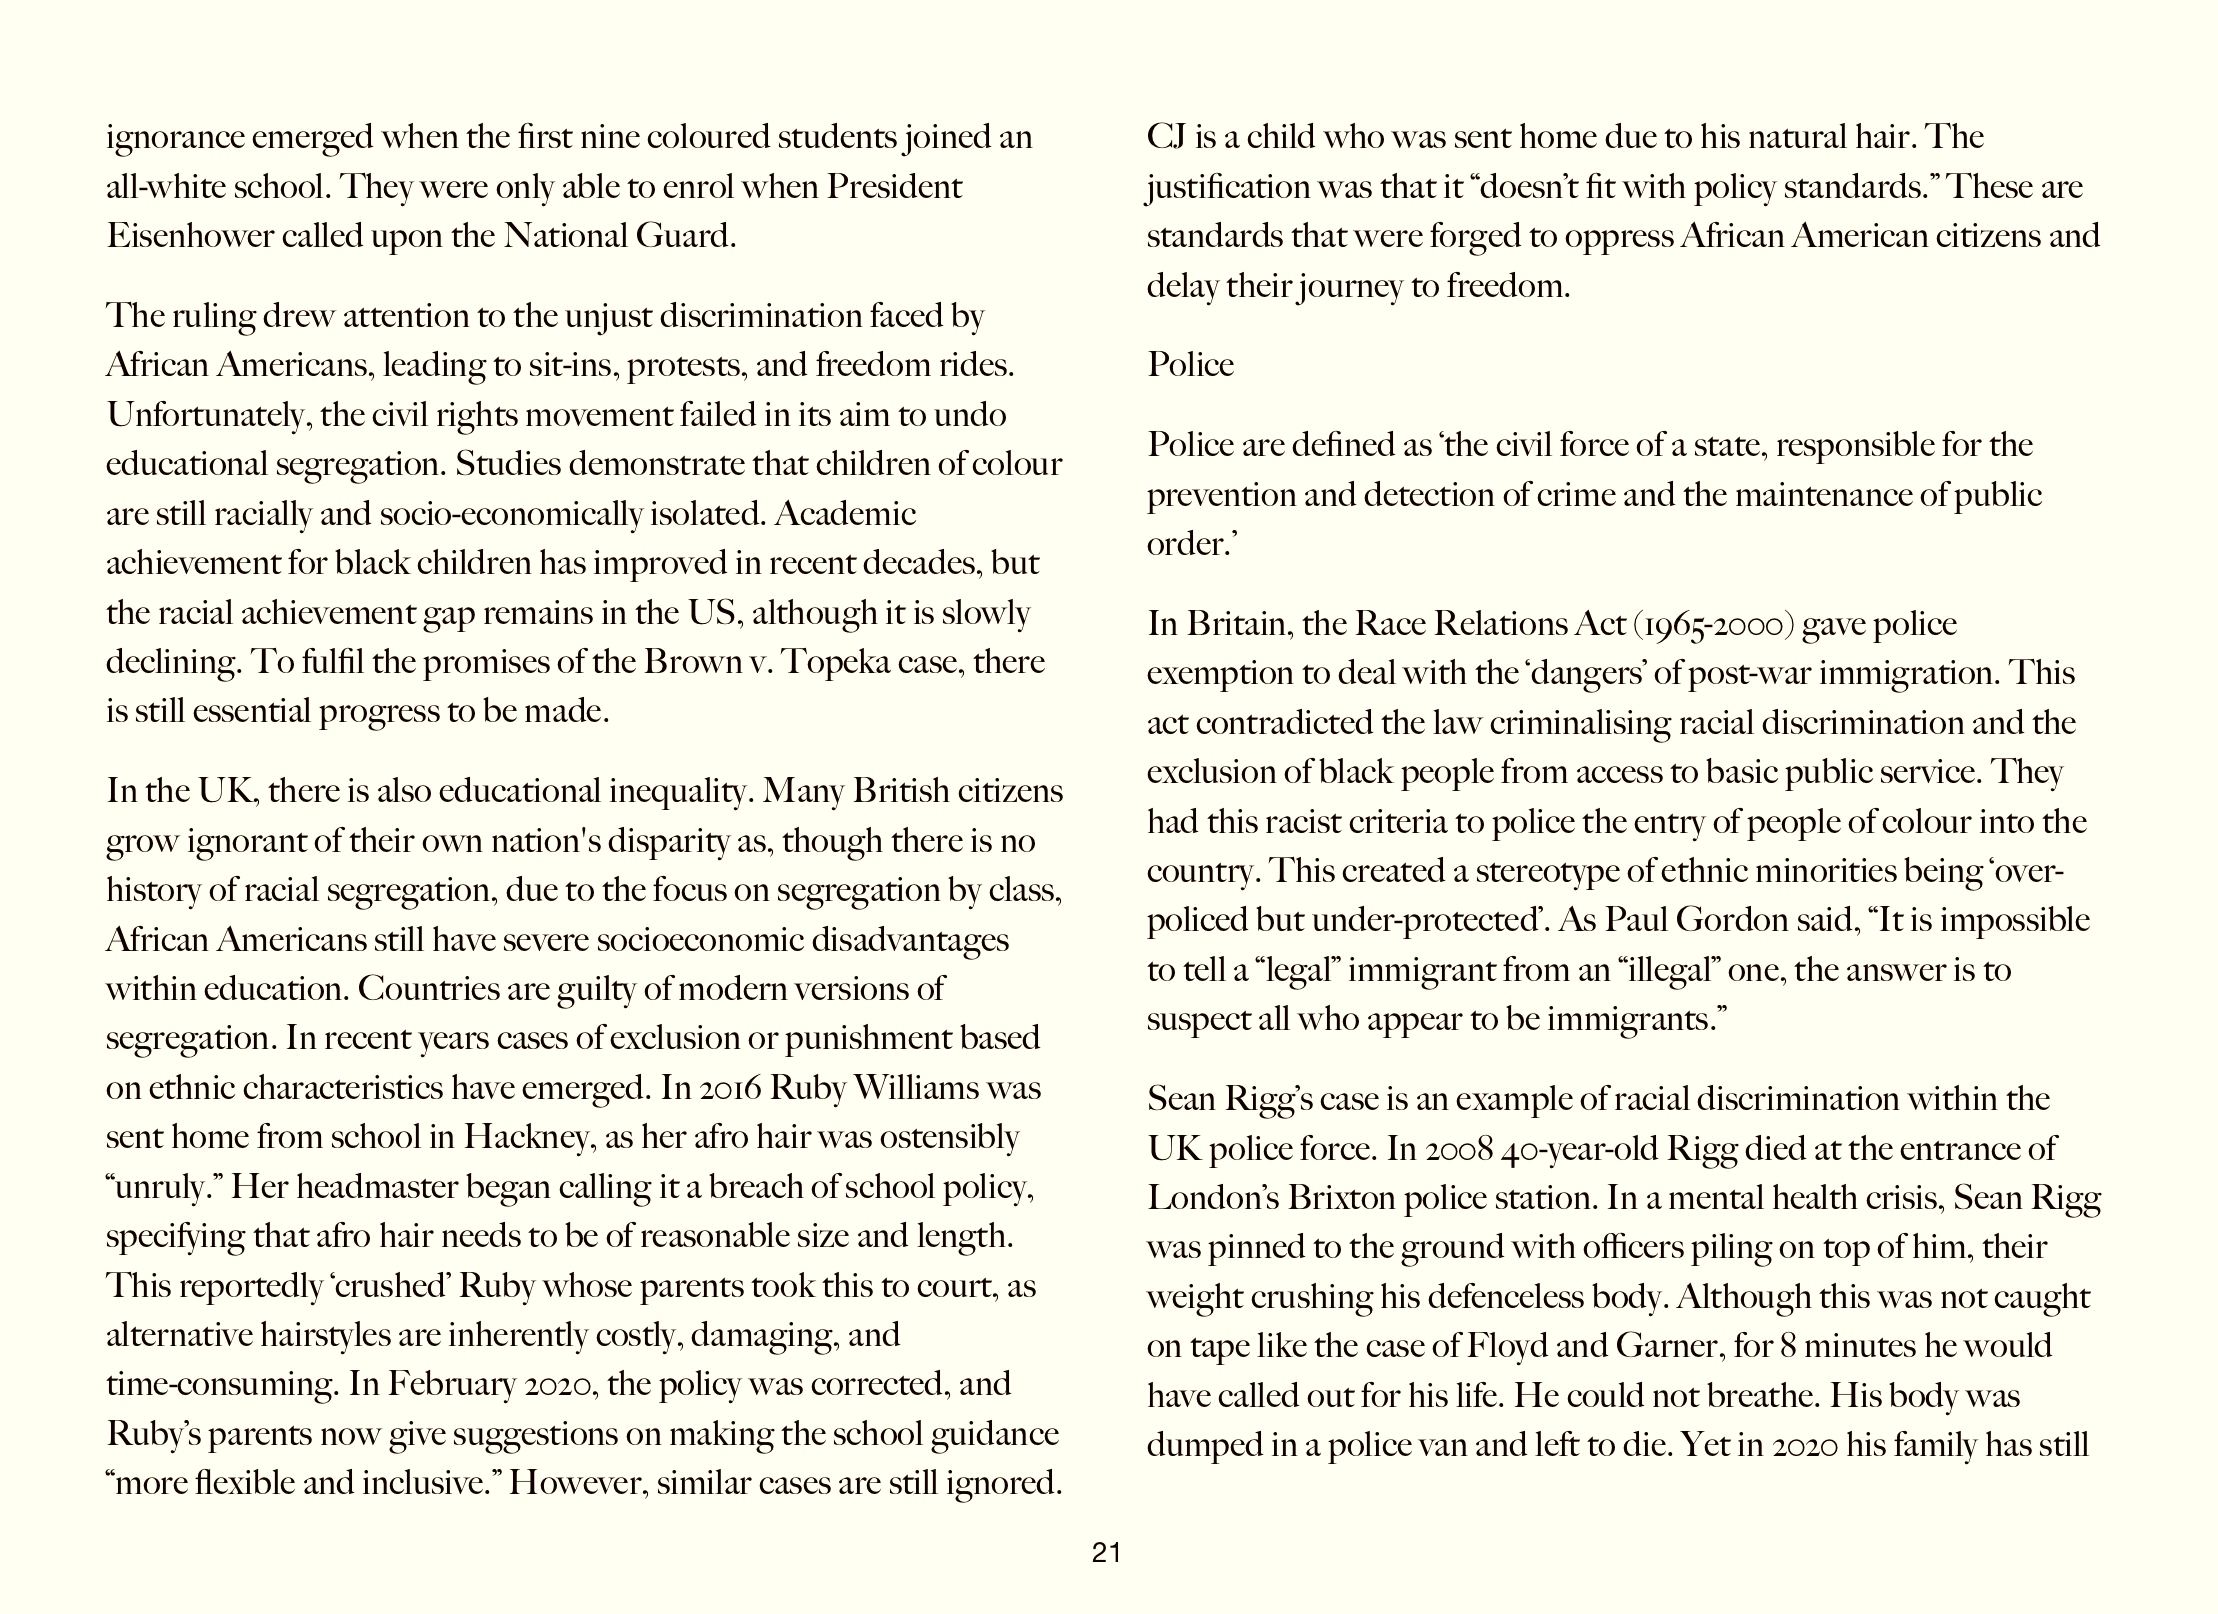 ignorance emerged when the first nine coloured students joined an
all-white school. They were only able to enrol when President
Eisenhower called upon the National Guard.
The ruling drew attention to the unjust discrimination faced by
African Americans, leading to sit-ins, protests, and freedom rides.
Unfortunately, the civil rights movement failed in its aim to undo
educational segregation. Studies demonstrate that children of colour
are still racially and socio-economically isolated. Academic
achievement for black children has improved in recent decades, but
the racial achievement gap remains in the US, although it is slowly
declining. To fulfil the promises of the Brown v. Topeka case, there
is still essential progress to be made.
In the UK, there is also educational inequality. Many British citizens
grow ignorant of their own nation's disparity as, though there is no
history of racial segregation, due to the focus on segregation by class,
African Americans still have severe socioeconomic disadvantages
within education. Countries are guilty of modern versions of
segregation. In recent years cases of exclusion or punishment based
on ethnic characteristics have emerged. In 2016 Ruby Williams was
sent home from school in Hackney, as her afro hair was ostensibly
“unruly.” Her headmaster began calling it a breach of school policy,
specifying that afro hair needs to be of reasonable size and length.
This reportedly ‘crushed’ Ruby whose parents took this to court, as
alternative hairstyles are inherently costly, damaging, and
time-consuming. In February 2020, the policy was corrected, and
Ruby’s parents now give suggestions on making the school guidance
“more flexible and inclusive.” However, similar cases are still ignored.
CJ is a child who was sent home due to his natural hair. The
justification was that it “doesn’t fit with policy standards.” These are
standards that were forged to oppress African American citizens and
delay their journey to freedom.
Police
Police are defined as ‘the civil force of a state, responsible for the
prevention and detection of crime and the maintenance of public
order.’
In Britain, the Race Relations Act (1965-2000) gave police
exemption to deal with the ‘dangers’ of post-war immigration. This
act contradicted the law criminalising racial discrimination and the
exclusion of black people from access to basic public service. They
had this racist criteria to police the entry of people of colour into the
country. This created a stereotype of ethnic minorities being ‘over-
policed but under-protected’. As Paul Gordon said, “It is impossible
to tell a “legal” immigrant from an “illegal” one, the answer is to
suspect all who appear to be immigrants.”
Sean Rigg’s case is an example of racial discrimination within the
UK police force. In 2008 40-year-old Rigg died at the entrance of
London’s Brixton police station. In a mental health crisis, Sean Rigg
was pinned to the ground with officers piling on top of him, their
weight crushing his defenceless body. Although this was not caught
on tape like the case of Floyd and Garner, for 8 minutes he would
have called out for his life. He could not breathe. His body was
dumped in a police van and left to die. Yet in 2020 his family has still
21